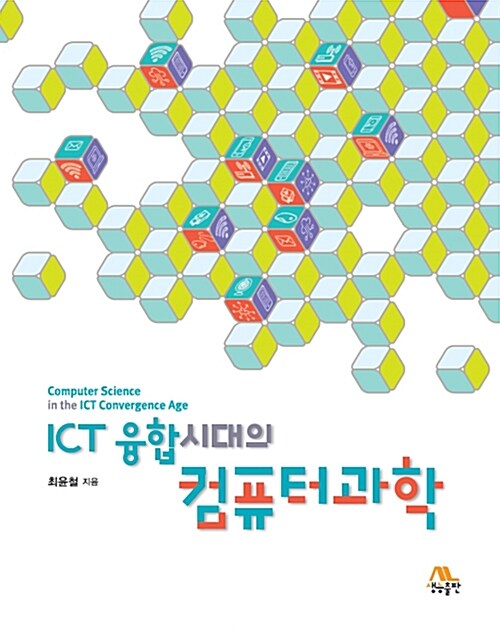 Computer Science
in the ICT Convergence Age
ICT 융합시대의
컴퓨터과학
최윤철 지음
생능출판